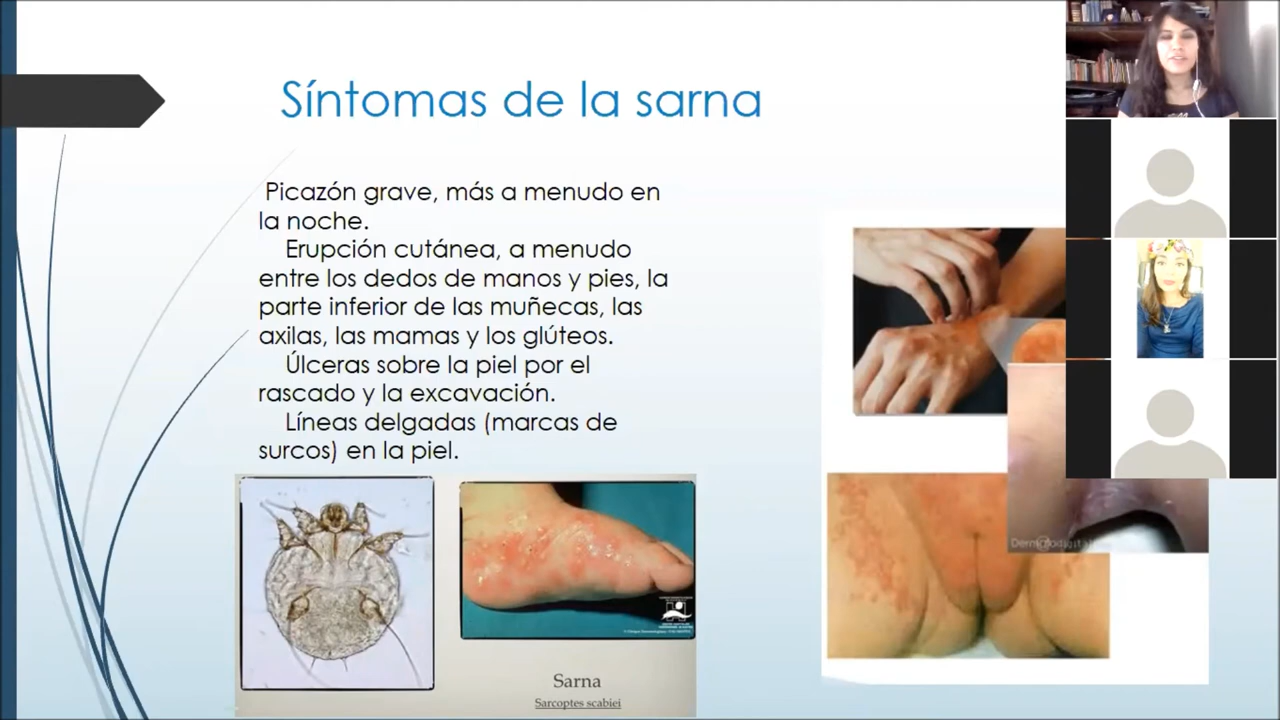 Síntomas de la sarna
Picazón grave, más a menudo en
la noche.
Erupción cutánea, a menudo
entre los dedos de manos y pies, la
parte inferior de las muñecas, las
axilas, las mamas y los glúteos.
Úlceras sobre la piel por el
rascado y la excavación.
Líneas delgadas (marcas de
surcos) en la piel.
Sarna
Sarcoptes scabiei